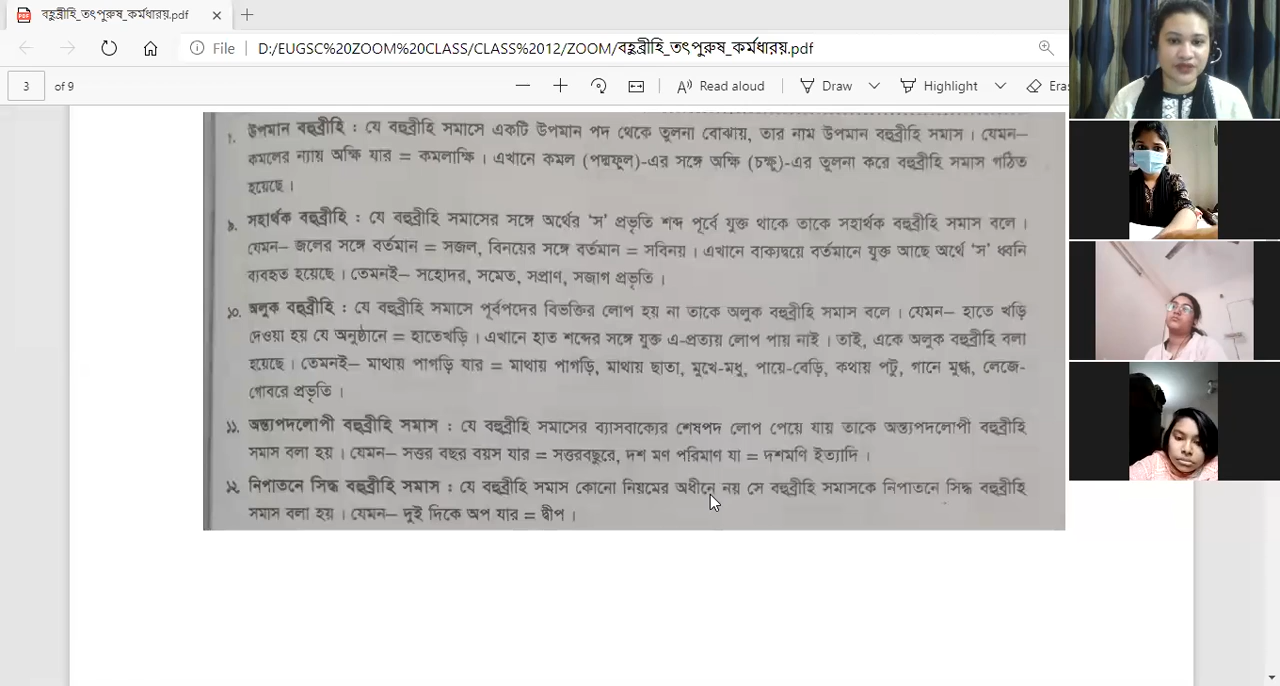 বহুব্রীহি_তৎপুরুষ_কর্মধারয়.pdf
File D:/EUGSC%20ZOOM%20CLASS/CLASS%2012/ZOOM/বহুব্রীহি_তৎপুরুষ_কর্মধারয়.pdf
3 of 9 Read aloud Draw Highlight Eras
উপমান বহুব্রীহি : যে বহুব্রীহি সমাসে একটি উপমান পদ থেকে তুলনা বোঝায়, তার নাম উপমান বহুব্রীহি সমাস। যেমন–
কমলের ন্যায় অক্ষি যার = কমলাক্ষি। এখানে কমল (পদ্মফুল)-এর সঙ্গে অক্ষি (চক্ষু)-এর তুলনা করে বহুব্রীহি সমাস গঠিত
হয়েছে।
৯. সহার্থক বহুব্রীহি : যে বহুব্রীহি সমাসের সঙ্গে অর্থের ‘স’ প্রভৃতি শব্দ পূর্বে যুক্ত থাকে তাকে সহার্থক বহুব্রীহি সমাস বলে।
যেমন– জলের সঙ্গে বর্তমান = সজল, বিনয়ের সঙ্গে বর্তমান = সবিনয়। এখানে বাক্যদ্বয়ে বর্তমানে যুক্ত আছে অর্থে ‘স’ ধ্বনি
ব্যবহৃত হয়েছে। তেমনই– সহোদর, সমেত, সপ্রাণ, সজাগ প্রভৃতি।
১০. অলুক বহুব্রীহি : যে বহুব্রীহি সমাসে পূর্বপদের বিভক্তির লোপ হয় না তাকে অলুক বহুব্রীহি সমাস বলে। যেমন– হাতে খড়ি
দেওয়া হয় যে অনুষ্ঠানে = হাতেখড়ি। এখানে হাত শব্দের সঙ্গে যুক্ত এ-প্রত্যয় লোপ পায় নাই। তাই, একে অলুক বহুব্রীহি বলা
হয়েছে। তেমনই– মাথায় পাগড়ি যার = মাথায় পাগড়ি, মাথায় ছাতা, মুখে-মধু, পায়ে-বেড়ি, কথায় পটু, গানে মুগ্ধ, লেজে-
গোবরে প্রভৃতি।
১১. অন্ত্যপদলোপী বহুব্রীহি সমাস : যে বহুব্রীহি সমাসের ব্যাসবাক্যের শেষপদ লোপ পেয়ে যায় তাকে অন্ত্যপদলোপী বহুব্রীহি
সমাস বলা হয়। যেমন– সত্তর বছর বয়স যার = সত্তরবছুরে, দশ মণ পরিমাণ যা = দশমণি ইত্যাদি।
১২. নিপাতনে সিদ্ধ বহুব্রীহি সমাস : যে বহুব্রীহি সমাস কোনো নিয়মের অধীনে নয় সে বহুব্রীহি সমাসকে নিপাতনে সিদ্ধ বহুব্রীহি
সমাস বলা হয়। যেমন– দুই দিকে অপ যার = দ্বীপ।